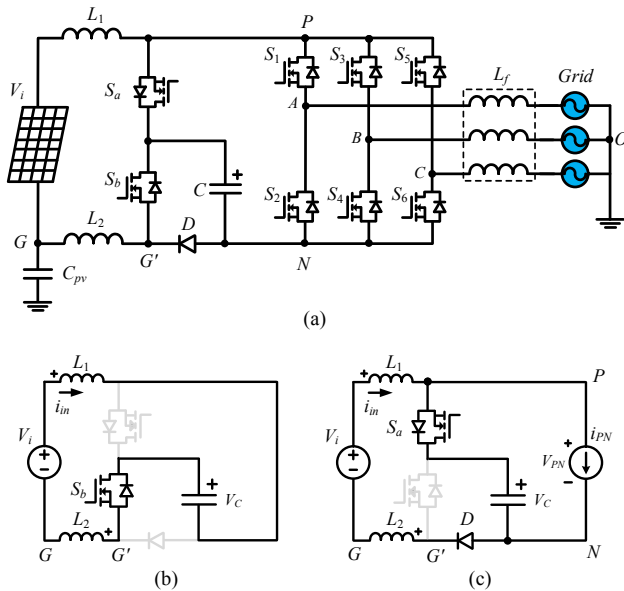 L1 P
Vi S1 S3 S5
Sa Lf Grid
A
B O
Sb C + C
S2 S4 S6
G L2 G' D N
Cpv
(a)
L1 L1 P
+ +
iin iin Sa iPN
Vi + - Vi + - + VPN -
Sb + VC + VC
L2 + L2 + D
G G' G G' N
(b) (c)